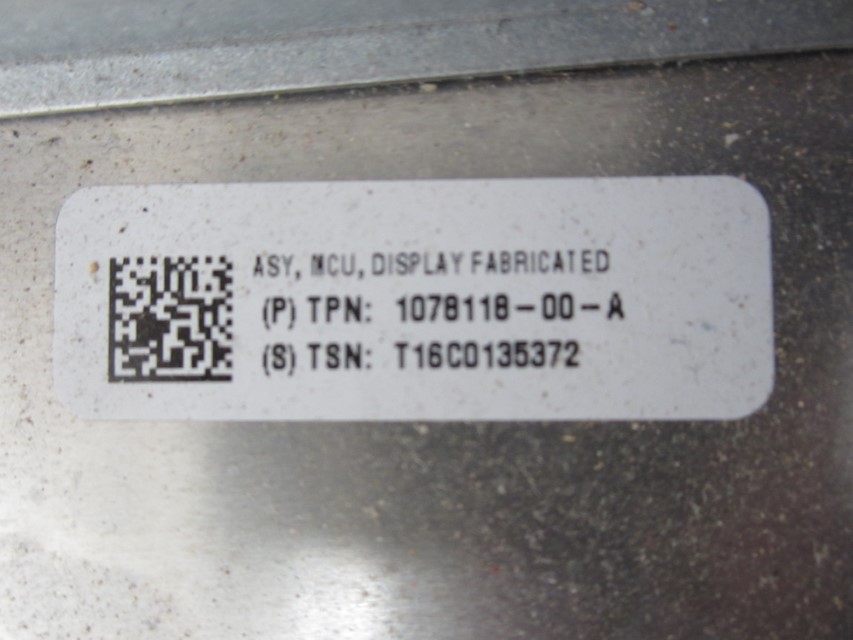 ASY, MCU, DISPLAY FABRICATED
(P) TPN: 1078118-00-A
(S) TSN: T16C0135372